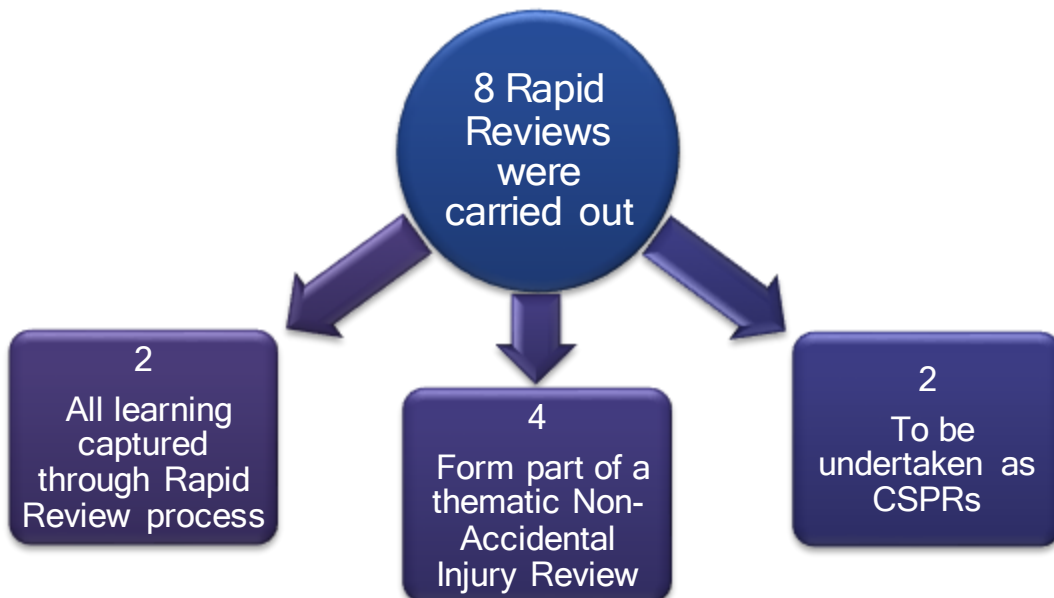 8 Rapid
Reviews
were
carried out
2
All learning
captured
through Rapid
Review process
4
Form part of a
thematic Non-
Accidental
Injury Review
2
To be
undertaken as
CSPRs